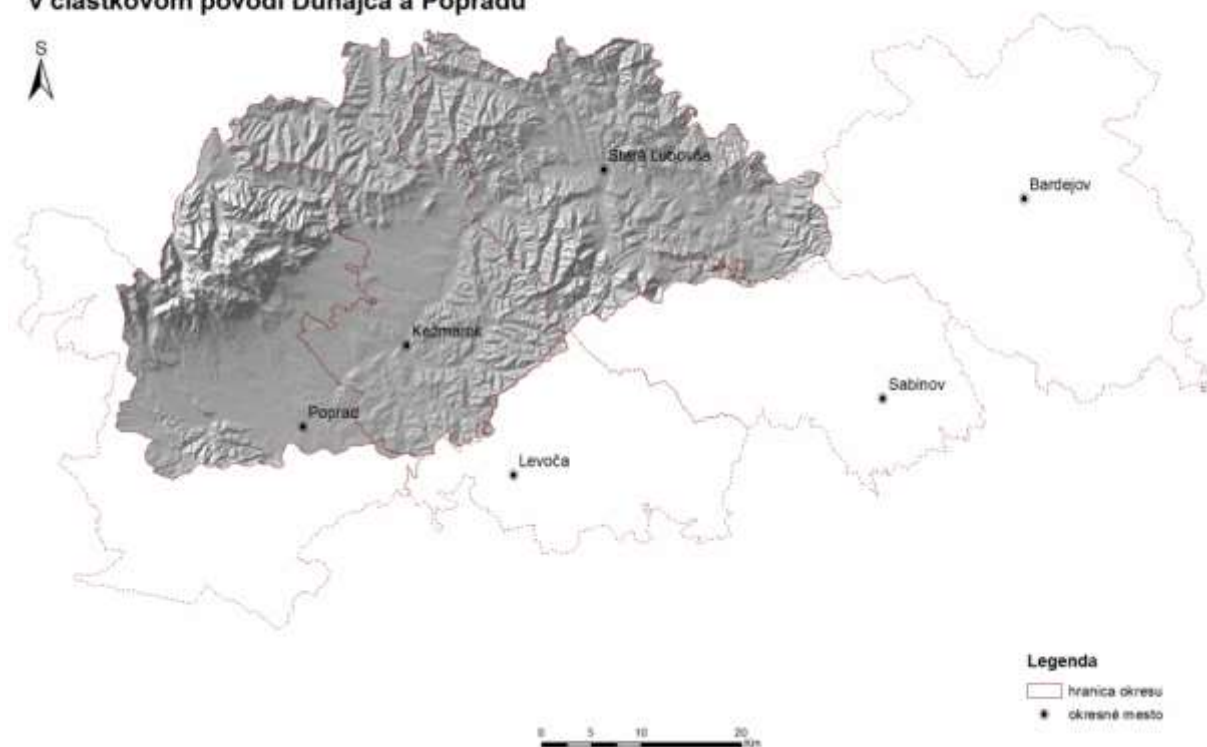 v čiastkovom povodí Dunajca a Popradu
S
Stará Ľubovňa
Bardejov
Kežmarok
Sabinov
Poprad
Levoča
Legenda
hranica okresu
okresné mesto
0 5 10 20
Km